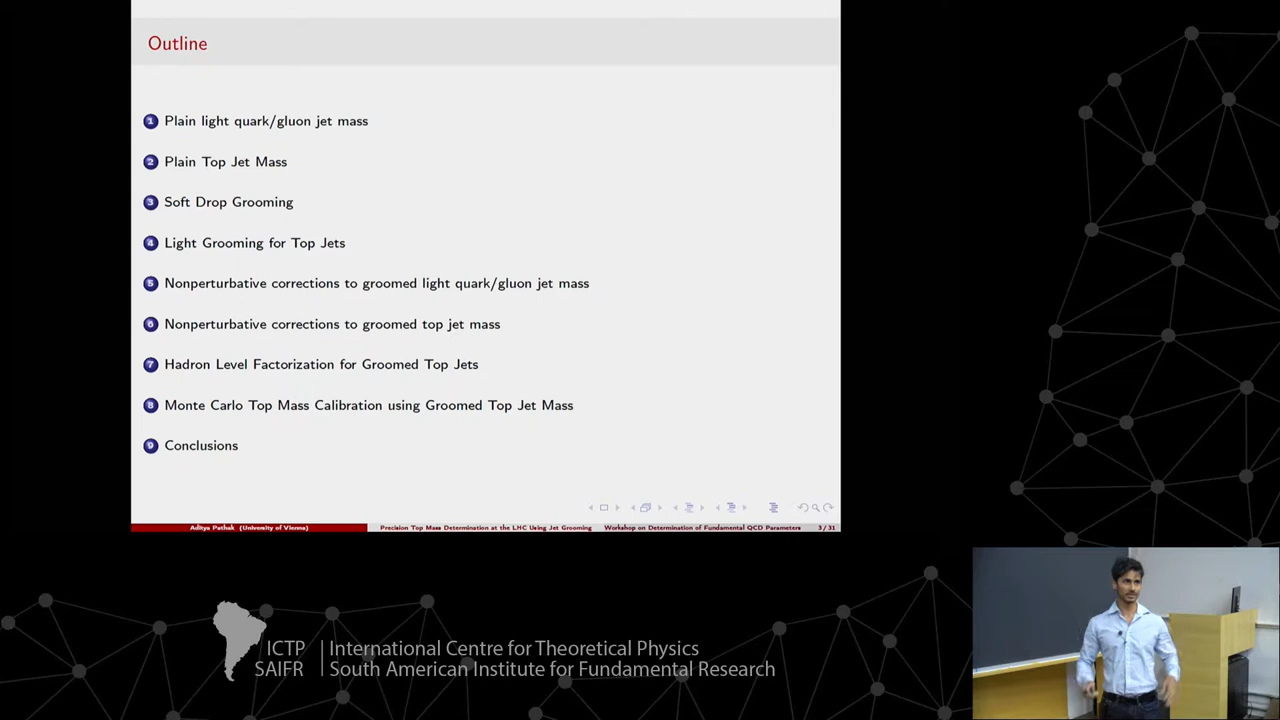 Outline
1 Plain light quark/gluon jet mass
2 Plain Top Jet Mass
3 Soft Drop Grooming
4 Light Grooming for Top Jets
5 Nonperturbative corrections to groomed light quark/gluon jet mass
6 Nonperturbative corrections to groomed top jet mass
7 Hadron Level Factorization for Groomed Top Jets
8 Monte Carlo Top Mass Calibration using Groomed Top Jet Mass
9 Conclusions
Aditya Pathak (University of Vienna) Precision Top Mass Determination at the LHC Using Jet Grooming Workshop on Determination of Fundamental QCD Parameters 3 / 31
ICTP International Centre for Theoretical Physics
SAIFR South American Institute for Fundamental Research